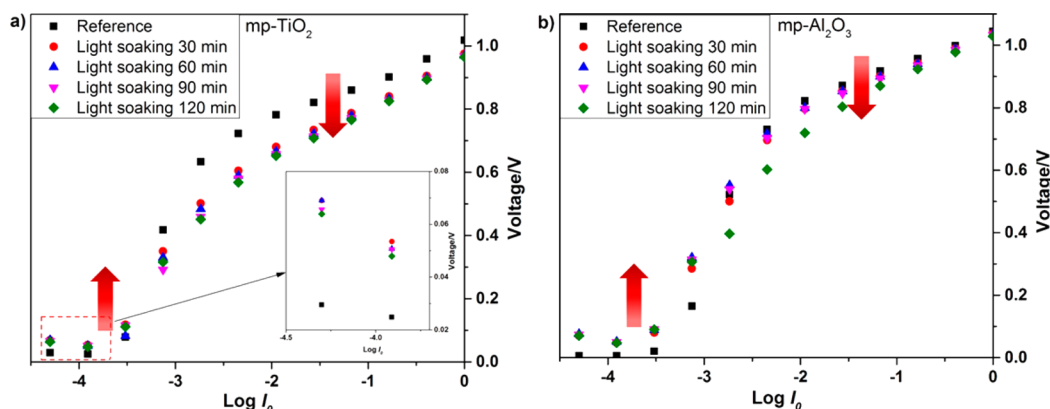 a)
Reference
Light soaking 30 min
Light soaking 60 min
Light soaking 90 min
Light soaking 120 min
mp-TiO₂
1.0
0.8
0.6
0.4
0.2
0.0
Voltage/V
-4
-3
-2
-1
0
Log I₀
0.08
0.06
0.04
0.02
Voltage/V
-4.5
-4.0
Log I₀
b)
Reference
Light soaking 30 min
Light soaking 60 min
Light soaking 90 min
Light soaking 120 min
mp-Al₂O₃
1.0
0.8
0.6
0.4
0.2
0.0
Voltage/V
-4
-3
-2
-1
0
Log I₀